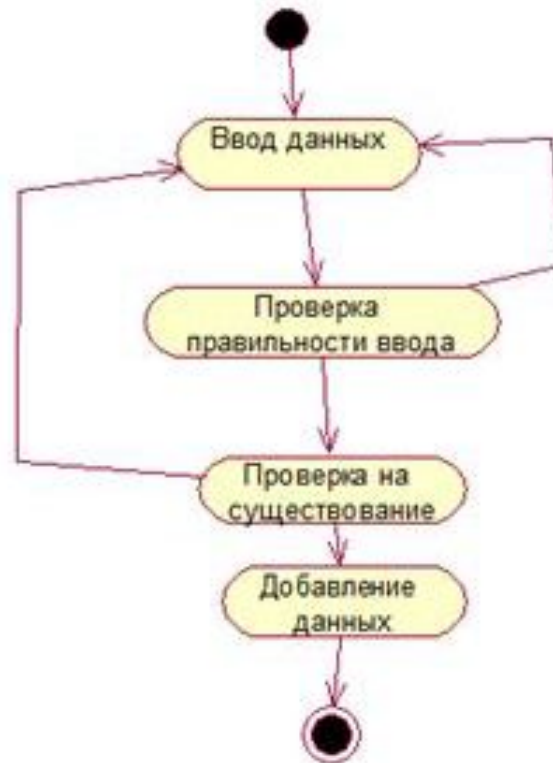 Ввод данных
Проверка
правильности ввода
Проверка на
существование
Добавление
данных